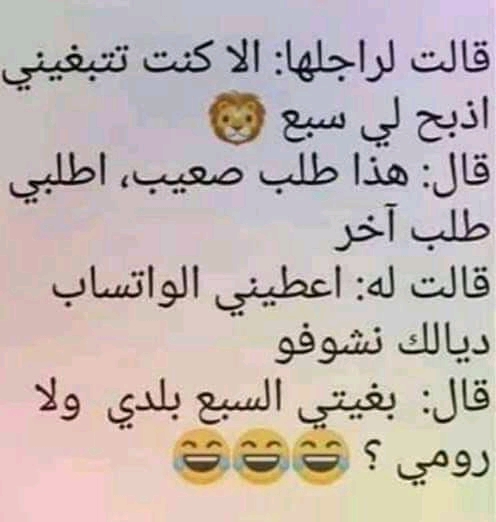 قالت لراجلها: الا كنت تتبغيني
اذبح لي سبع 🦁
قال: هذا طلب صعيب، اطلبي
طلب آخر
قالت له: اعطيني الواتساب
ديالك نشوفو
قال: بغيتي السبع بلدي ولا
رومي ؟ 😂😂😂